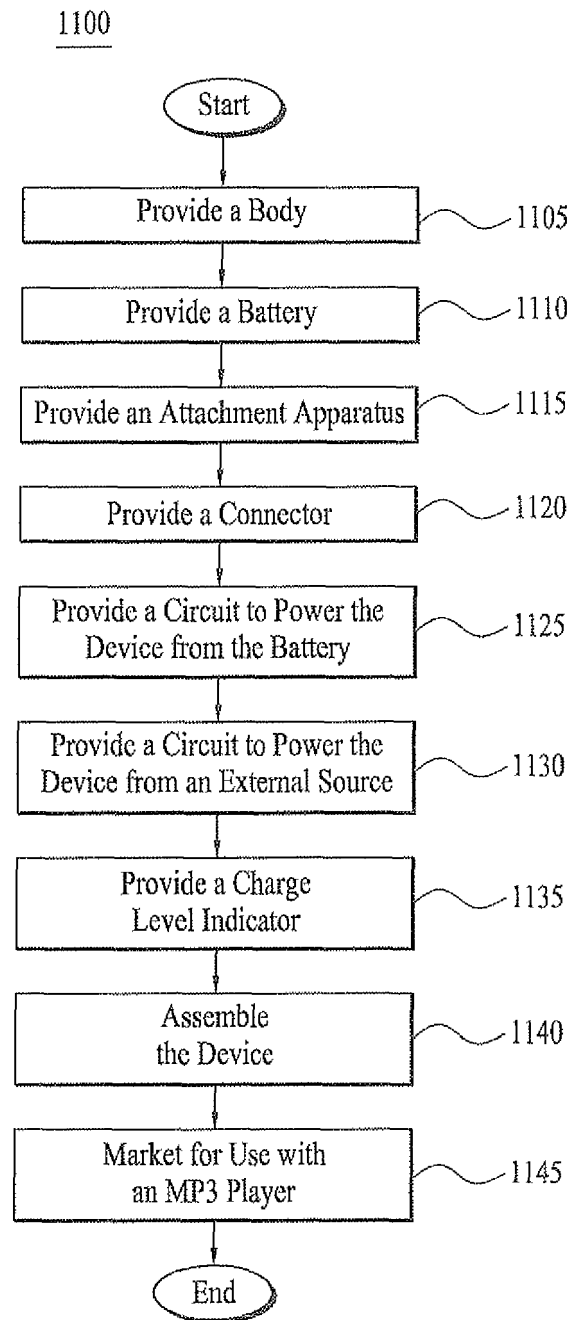 1100
Start
Provide a Body
1105
Provide a Battery
1110
Provide an Attachment Apparatus
1115
Provide a Connector
1120
Provide a Circuit to Power the
Device from the Battery
1125
Provide a Circuit to Power the
Device from an External Source
1130
Provide a Charge
Level Indicator
1135
Assemble
the Device
1140
Market for Use with
an MP3 Player
1145
End